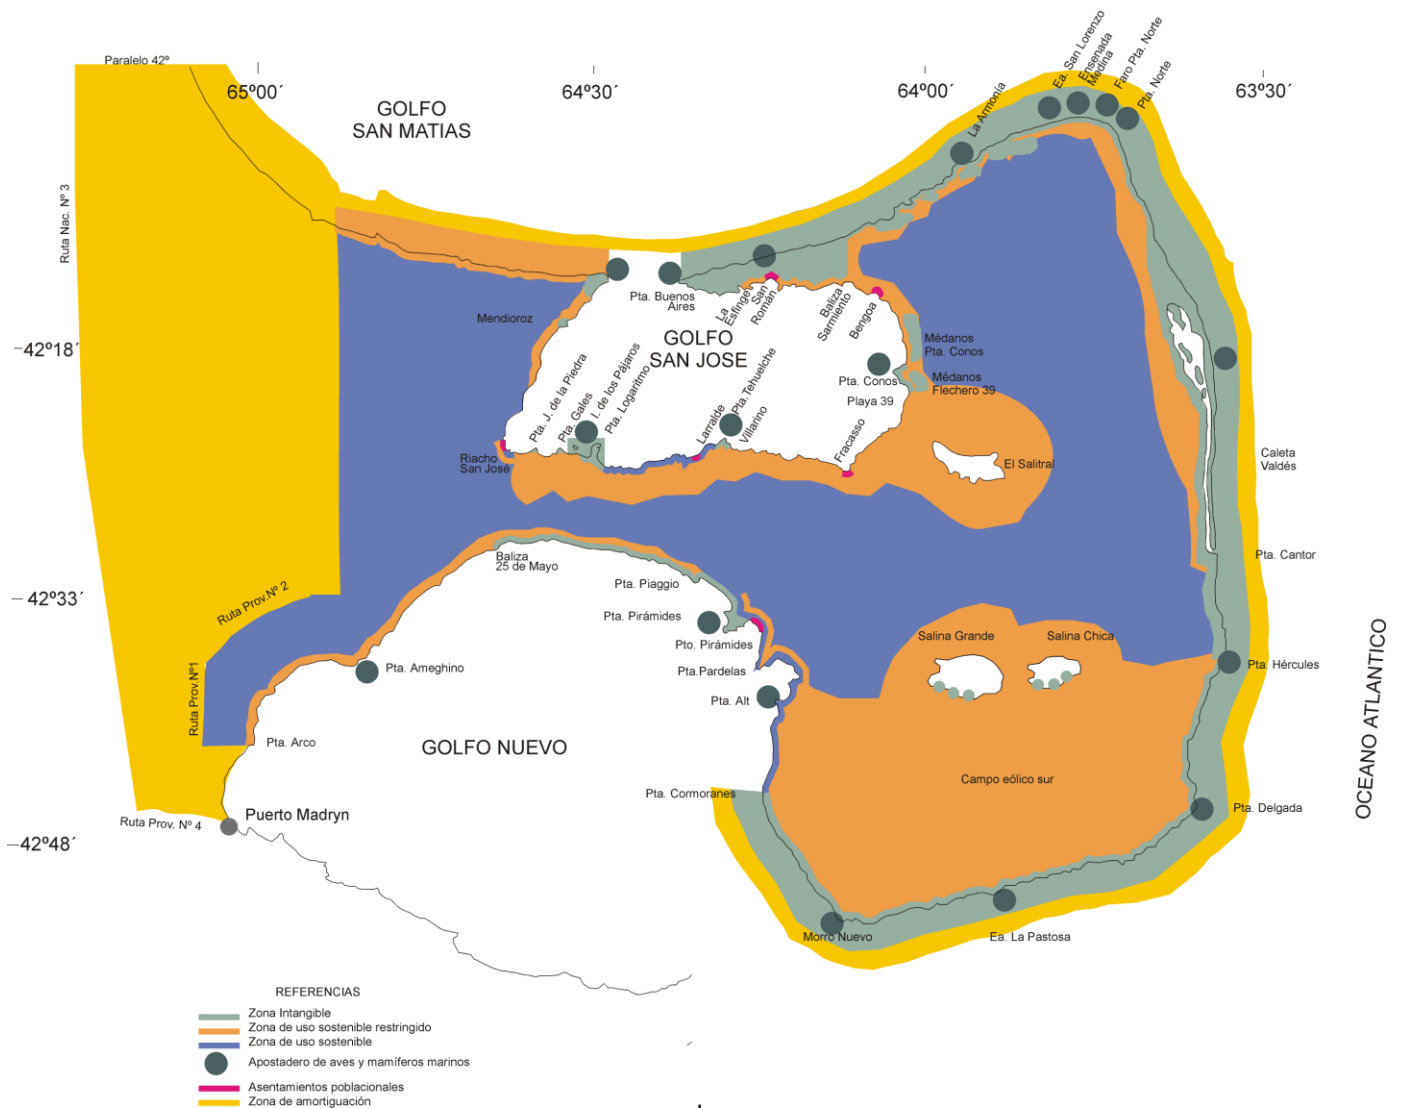 Paralelo 42º
65º00´
64º30´
64º00´
63º30´
GOLFO
SAN MATIAS
Ea. San Lorenzo
Ensenada
Medina
Faro Pta. Norte
Pta. Norte
La Armonía
Ruta Nac. Nº 3
Pta. Buenos
Aires
La
Esfinge
San
Román
Baliza
Sarmiento
Bengoa
Mendioroz
GOLFO
SAN JOSE
Médanos
Pta. Conos
−42º18´
Pta. Conos
Médanos
Flechero 39
Playa 39
Pta. J. de la Piedra
Pta. Gales
I. de los Pájaros
Pta. Logaritmo
Larralde
Pta.Tehuelche
Villarino
Fracasso
Riacho
San José
El Salitral
Caleta
Valdés
Baliza
25 de Mayo
Pta. Cantor
Pta. Piaggio
−42º33´
Ruta Prov.Nº 2
Pta. Pirámides
Pto. Pirámides
Salina Grande
Salina Chica
Pta. Ameghino
Pta.Pardelas
Pta. Hércules
Ruta Prov.Nº1
Pta. Alt
OCEANO ATLANTICO
Pta. Arco
GOLFO NUEVO
Campo eólico sur
Pta. Cormoranes
Pta. Delgada
Puerto Madryn
Ruta Prov. Nº 4
−42º48´
Morro Nuevo
Ea. La Pastosa
REFERENCIAS
Zona Intangible
Zona de uso sostenible restringido
Zona de uso sostenible
Apostadero de aves y mamíferos marinos
Asentamientos poblacionales
Zona de amortiguación